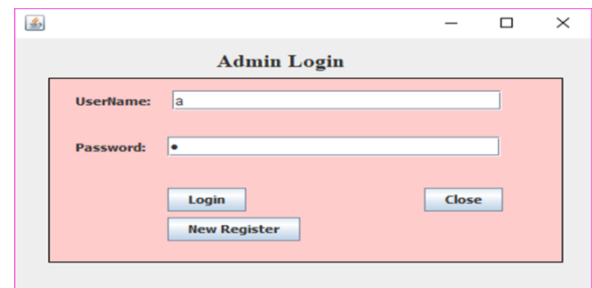 Admin Login
UserName: a
Password: •
Login Close
New Register